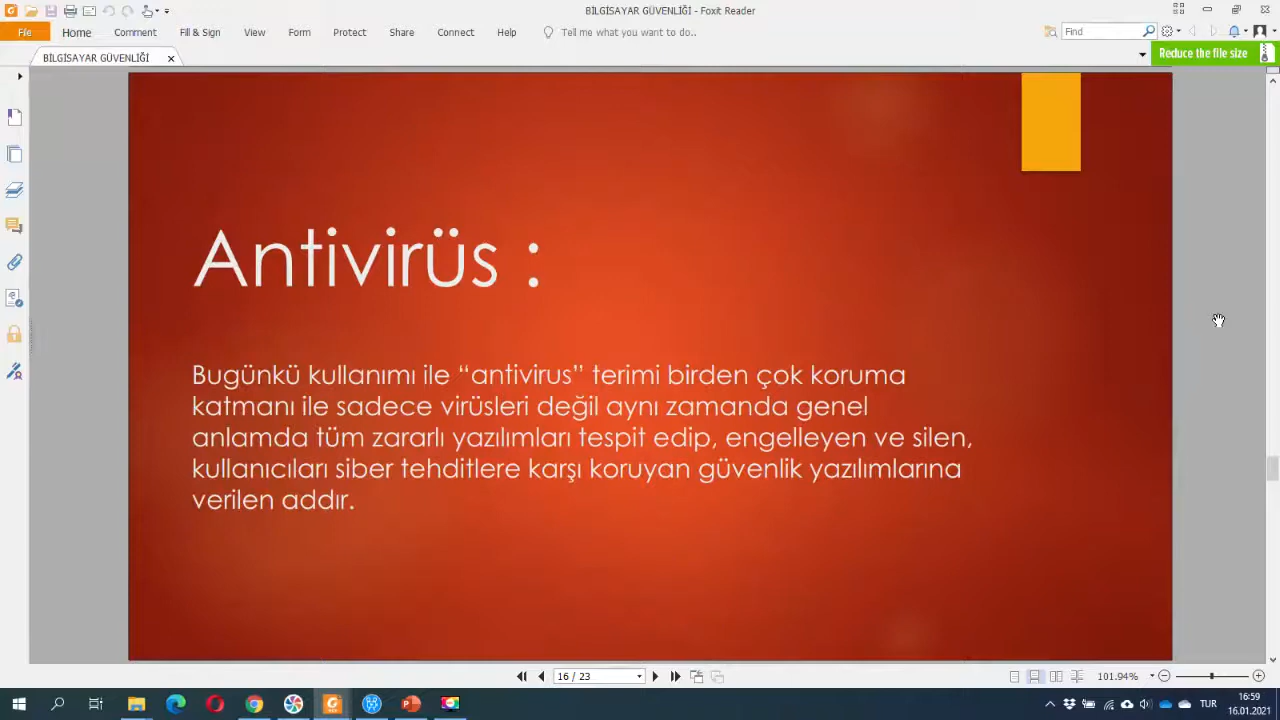 BİLGİSAYAR GÜVENLİĞİ - Foxit Reader
File Home Comment Fill & Sign View Form Protect Share Connect Help Tell me what you want to do.. Find
BİLGİSAYAR GÜVENLİĞİ
Reduce the file size
Antivirüs :
Bugünkü kullanımı ile “antivirus” terimi birden çok koruma
katmanı ile sadece virüsleri değil aynı zamanda genel
anlamda tüm zararlı yazılımları tespit edip, engelleyen ve silen,
kullanıcıları siber tehditlere karşı koruyan güvenlik yazılımlarına
verilen addır.
16 / 23
101.94%
TUR
16:59
16.01.2021